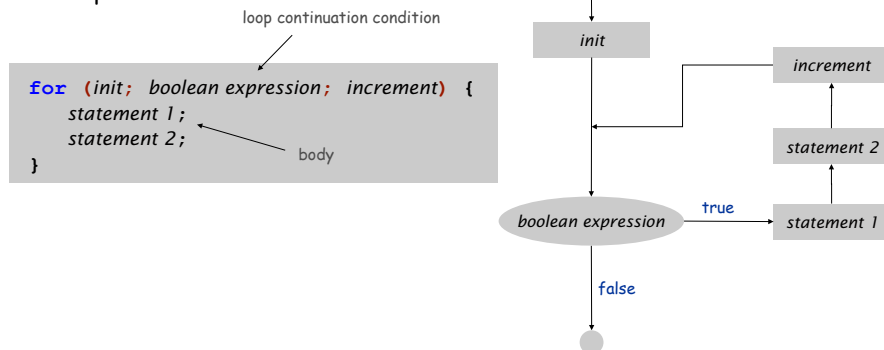 loop continuation condition
for (init; boolean expression; increment) {
statement 1;
statement 2;
}
body
init
increment
statement 2
boolean expression
true
statement 1
false